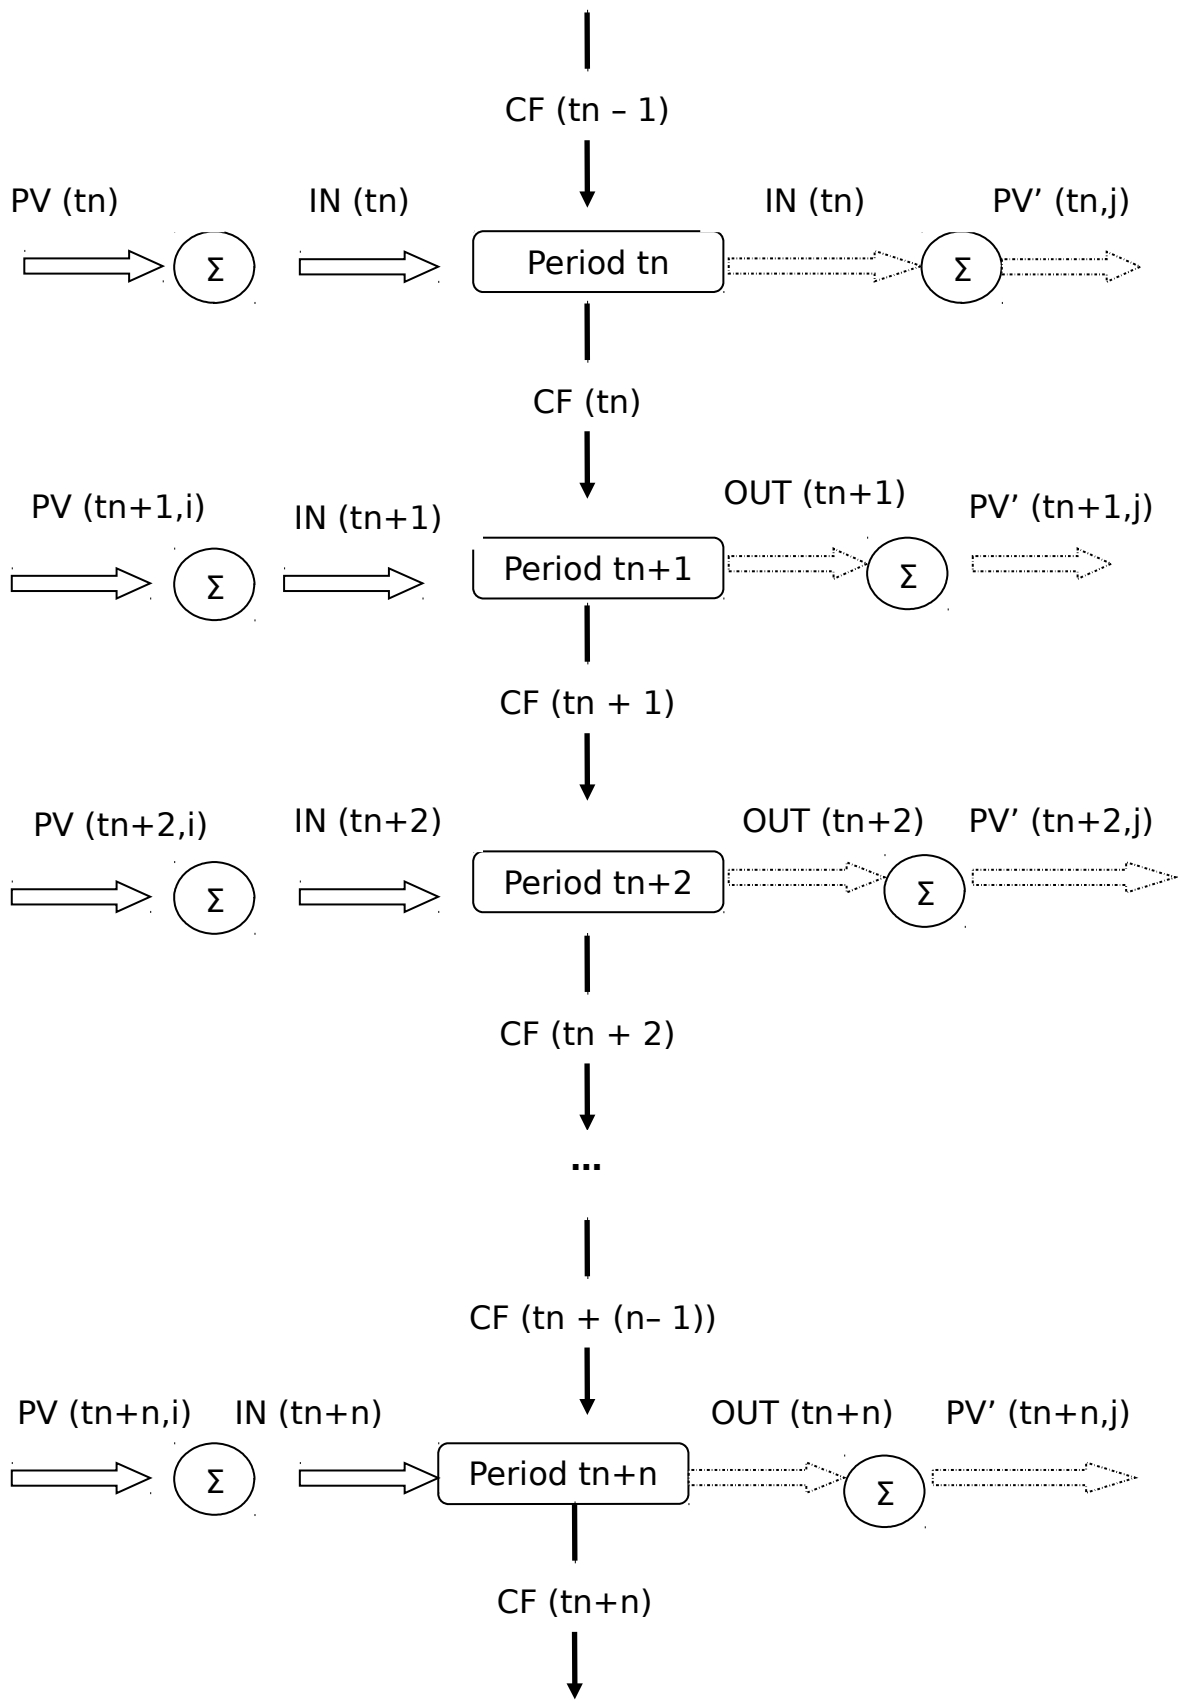 CF (tn – 1)
PV (tn)
IN (tn)
IN (tn)
PV’ (tn,j)
Σ
Period tn
Σ
CF (tn)
PV (tn+1,i)
IN (tn+1)
OUT (tn+1)
PV’ (tn+1,j)
Σ
Period tn+1
Σ
CF (tn + 1)
PV (tn+2,i)
IN (tn+2)
OUT (tn+2)
PV’ (tn+2,j)
Σ
Period tn+2
Σ
CF (tn + 2)
...
CF (tn + (n– 1))
PV (tn+n,i)
IN (tn+n)
OUT (tn+n)
PV’ (tn+n,j)
Σ
Period tn+n
Σ
CF (tn+n)